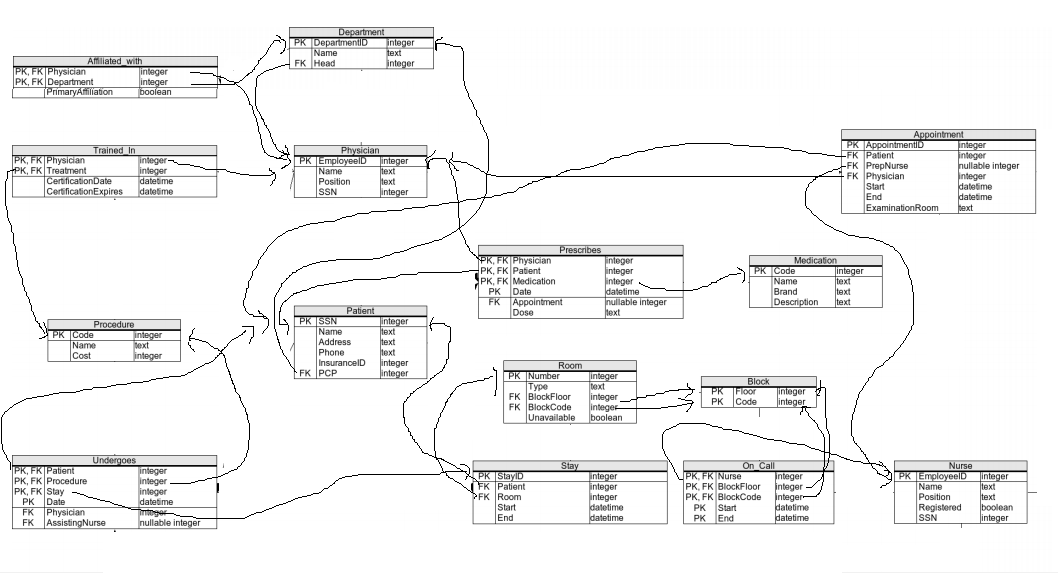 Department
PK DepartmentID integer
Name text
FK Head integer
Affiliated_with
PK, FK Physician integer
PK, FK Department integer
PrimaryAffiliation boolean
Trained_In
PK, FK Physician integer
PK, FK Treatment integer
CertificationDate datetime
CertificationExpires datetime
Physician
PK EmployeeID integer
Name text
Position text
SSN integer
Appointment
PK AppointmentID integer
FK Patient integer
FK PrepNurse nullable integer
FK Physician integer
Start datetime
End datetime
ExaminationRoom text
Prescribes
PK, FK Physician integer
PK, FK Patient integer
PK, FK Medication integer
PK Date datetime
FK Appointment nullable integer
Dose text
Medication
PK Code integer
Name text
Brand text
Description text
Procedure
PK Code integer
Name text
Cost integer
Patient
PK SSN integer
Name text
Address text
Phone text
InsuranceID integer
FK PCP integer
Room
PK Number integer
Type text
FK BlockFloor integer
FK BlockCode integer
Unavailable boolean
Block
PK Floor integer
PK Code integer
Undergoes
PK, FK Patient integer
PK, FK Procedure integer
PK, FK Stay integer
PK Date datetime
FK Physician integer
FK AssistingNurse nullable integer
Stay
PK StayID integer
FK Patient integer
FK Room integer
Start datetime
End datetime
On_Call
PK, FK Nurse integer
PK, FK BlockFloor integer
PK, FK BlockCode integer
PK Start datetime
PK End datetime
Nurse
PK EmployeeID integer
Name text
Position text
Registered boolean
SSN integer